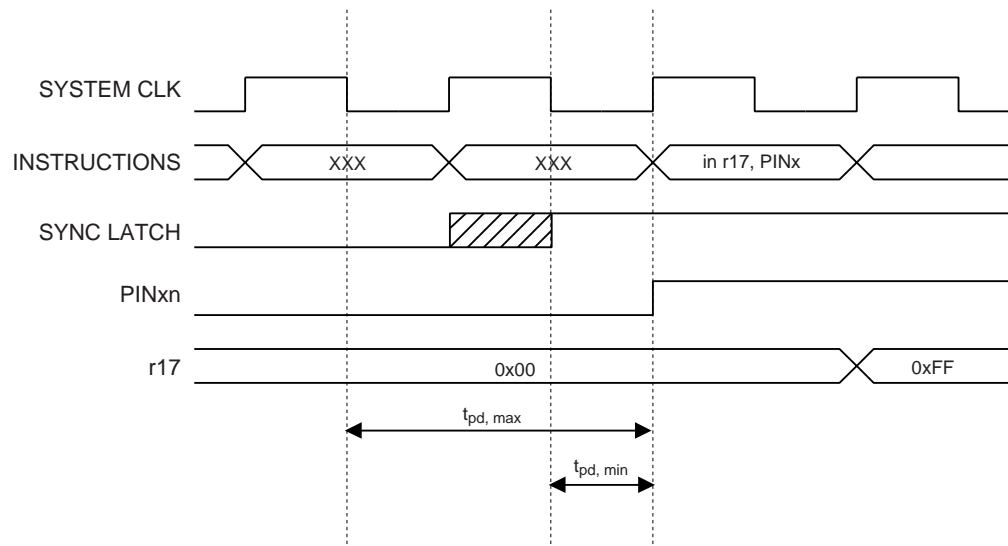 SYSTEM CLK
INSTRUCTIONS XXX XXX in r17, PINx
SYNC LATCH
PINxn
r17 0x00 0xFF
tpd, max
tpd, min